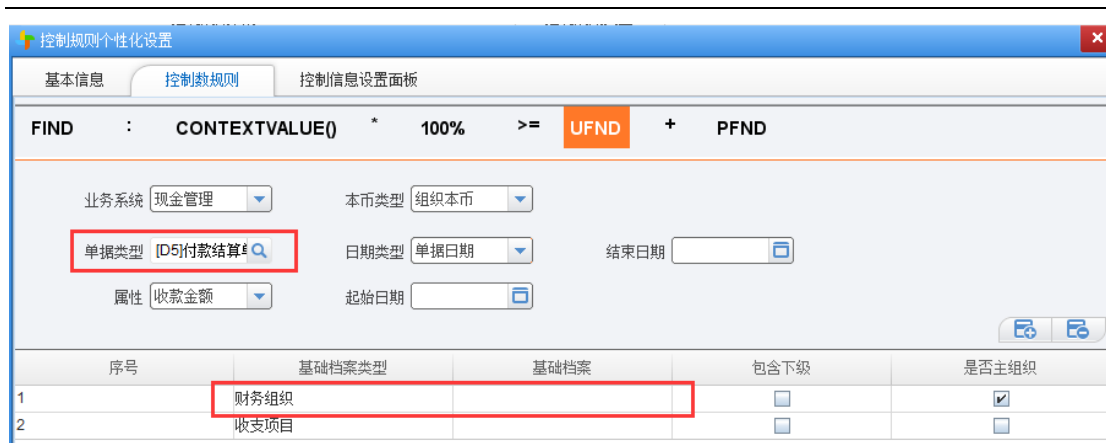 控制规则个性化设置
基本信息 控制数规则 控制信息设置面板
FIND : CONTEXTVALUE() * 100% >= UFND + PFND
业务系统 现金管理 本币类型 组织本币
单据类型 [D5]付款结算单 日期类型 单据日期 结束日期
属性 收款金额 起始日期
序号 基础档案类型 基础档案 包含下级 是否主组织
1 财务组织
2 收支项目